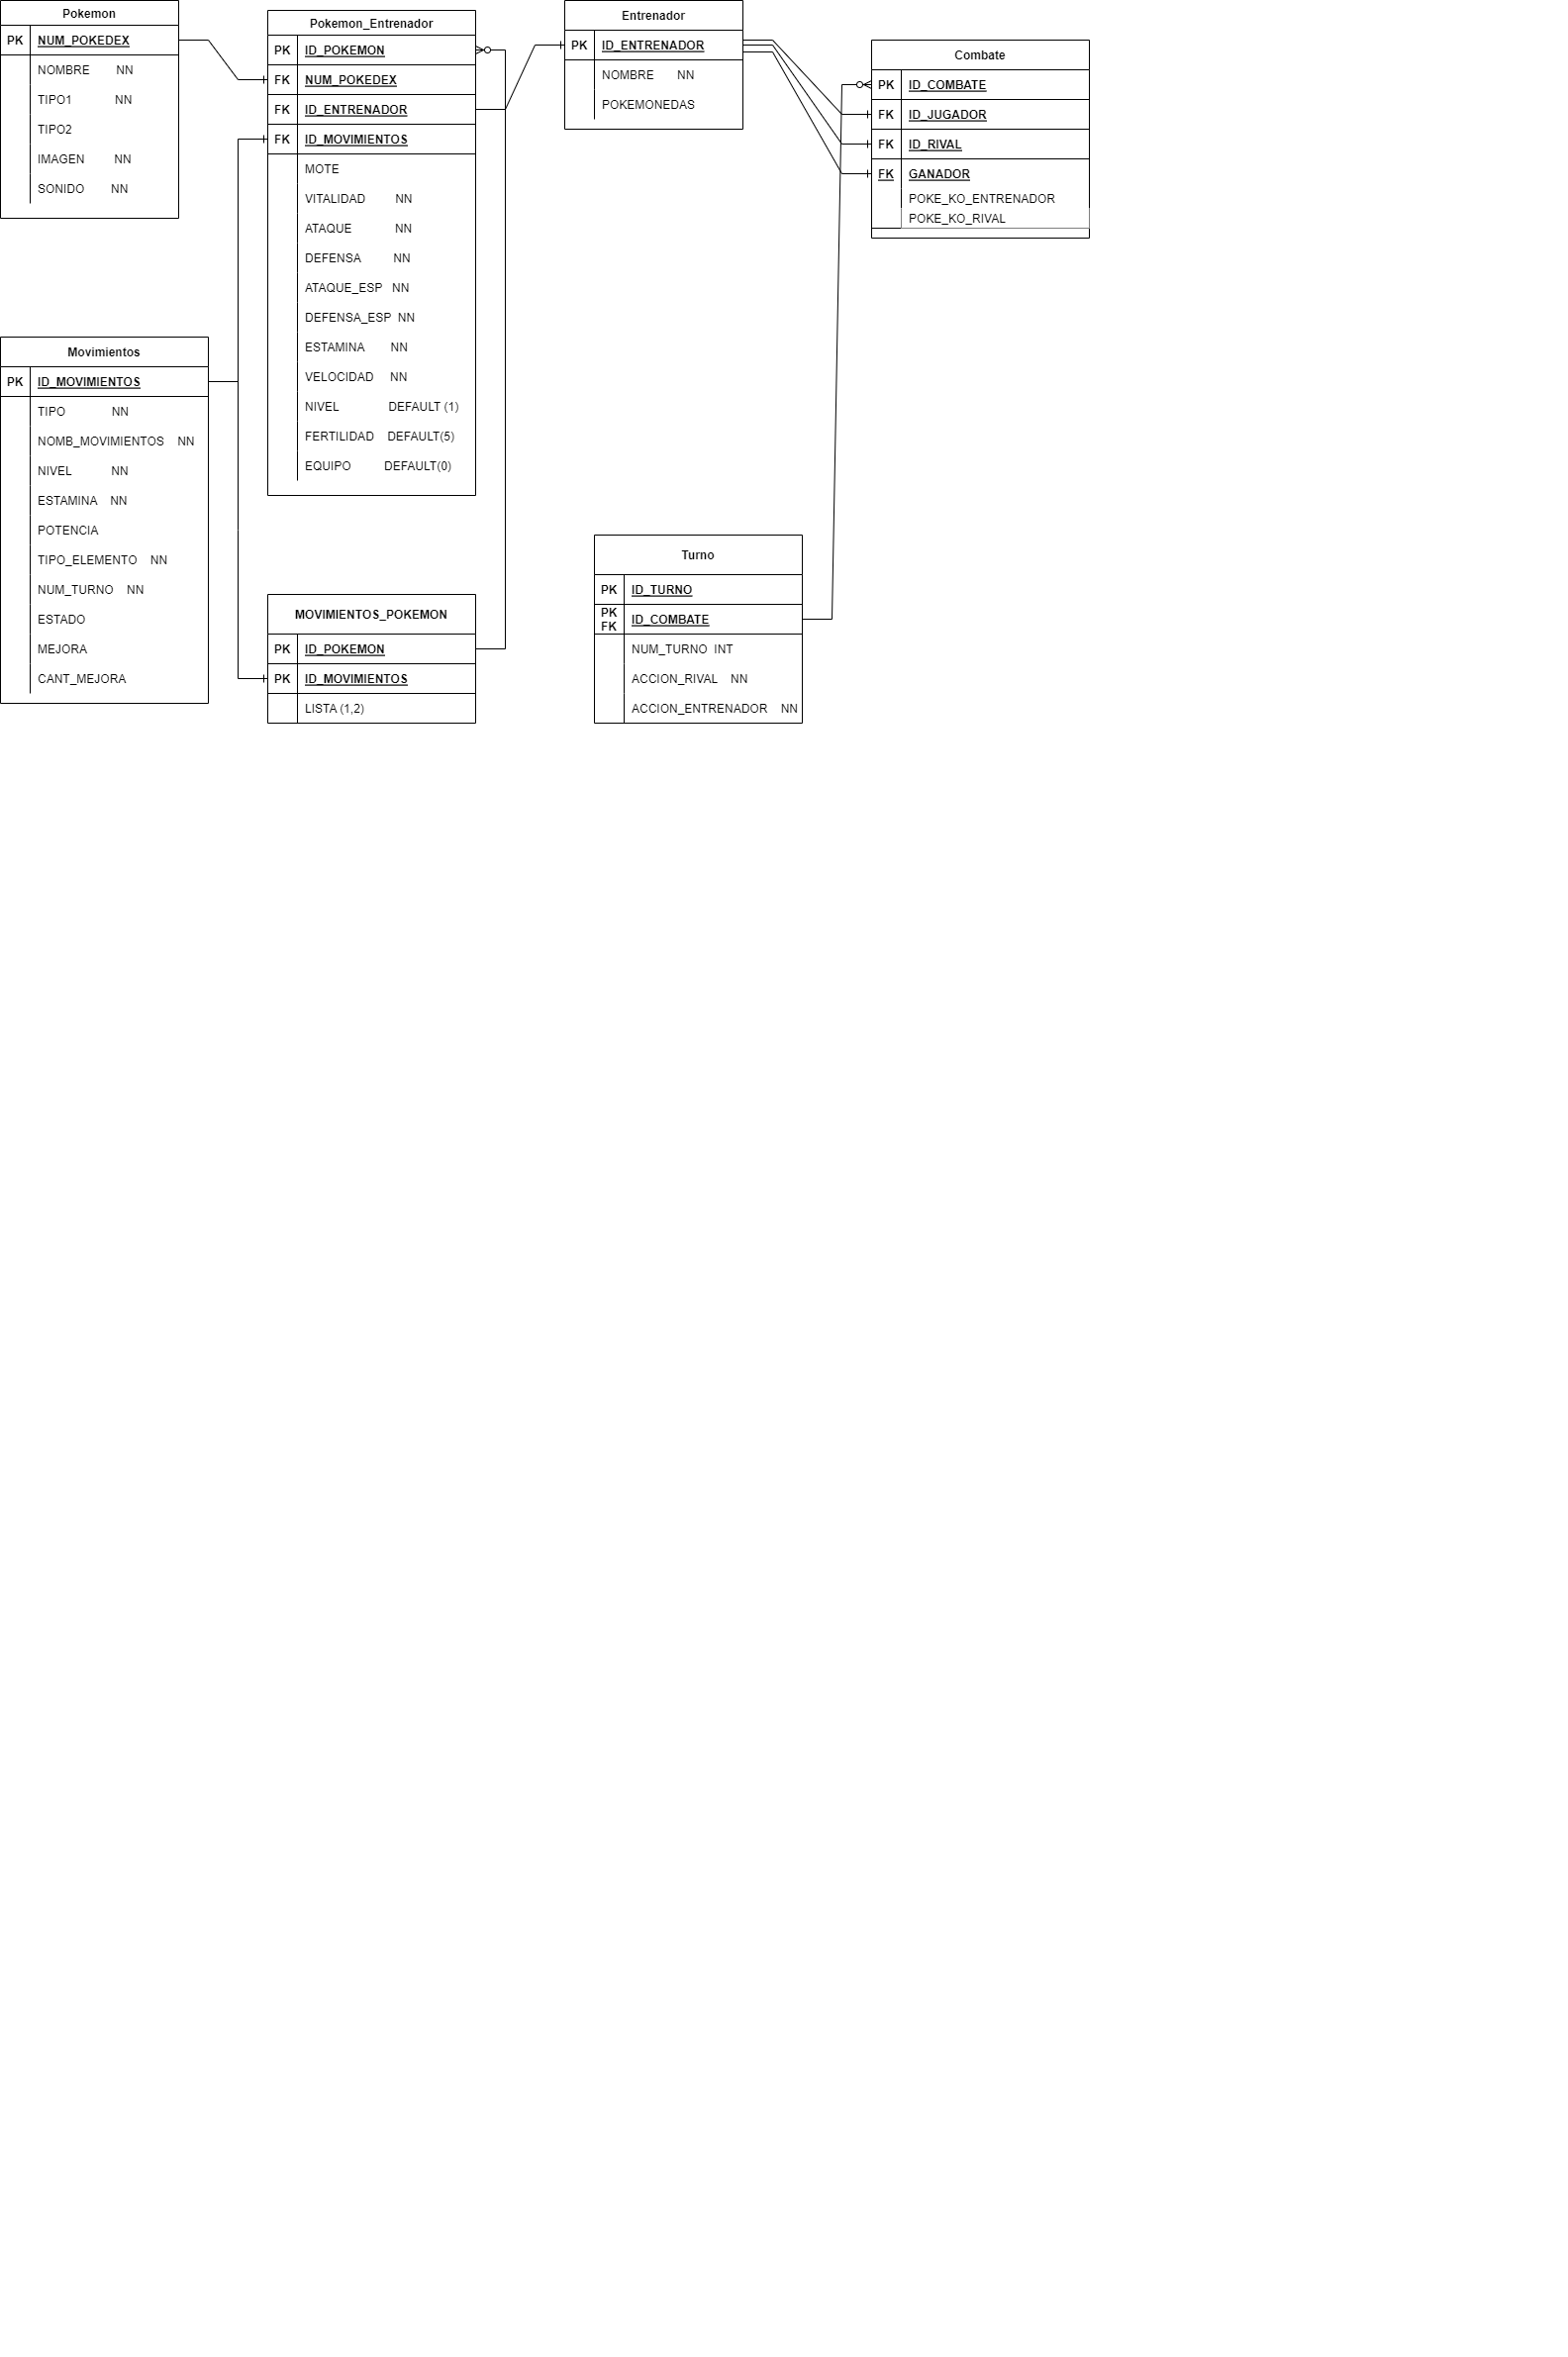 Pokemon
PK NUM_POKEDEX
NOMBRE NN
TIPO1 NN
TIPO2
IMAGEN NN
SONIDO NN
Pokemon_Entrenador
PK ID_POKEMON
FK NUM_POKEDEX
FK ID_ENTRENADOR
FK ID_MOVIMIENTOS
MOTE
VITALIDAD NN
ATAQUE NN
DEFENSA NN
ATAQUE_ESP NN
DEFENSA_ESP NN
ESTAMINA NN
VELOCIDAD NN
NIVEL DEFAULT (1)
FERTILIDAD DEFAULT(5)
EQUIPO DEFAULT(0)
Entrenador
PK ID_ENTRENADOR
NOMBRE NN
POKEMONEDAS
Combate
PK ID_COMBATE
FK ID_JUGADOR
FK ID_RIVAL
FK GANADOR
POKE_KO_ENTRENADOR
POKE_KO_RIVAL
Movimientos
PK ID_MOVIMIENTOS
TIPO NN
NOMB_MOVIMIENTOS NN
NIVEL NN
ESTAMINA NN
POTENCIA
TIPO_ELEMENTO NN
NUM_TURNO NN
ESTADO
MEJORA
CANT_MEJORA
MOVIMIENTOS_POKEMON
PK ID_POKEMON
PK ID_MOVIMIENTOS
LISTA (1,2)
Turno
PK ID_TURNO
PK
FK ID_COMBATE
NUM_TURNO INT
ACCION_RIVAL NN
ACCION_ENTRENADOR NN